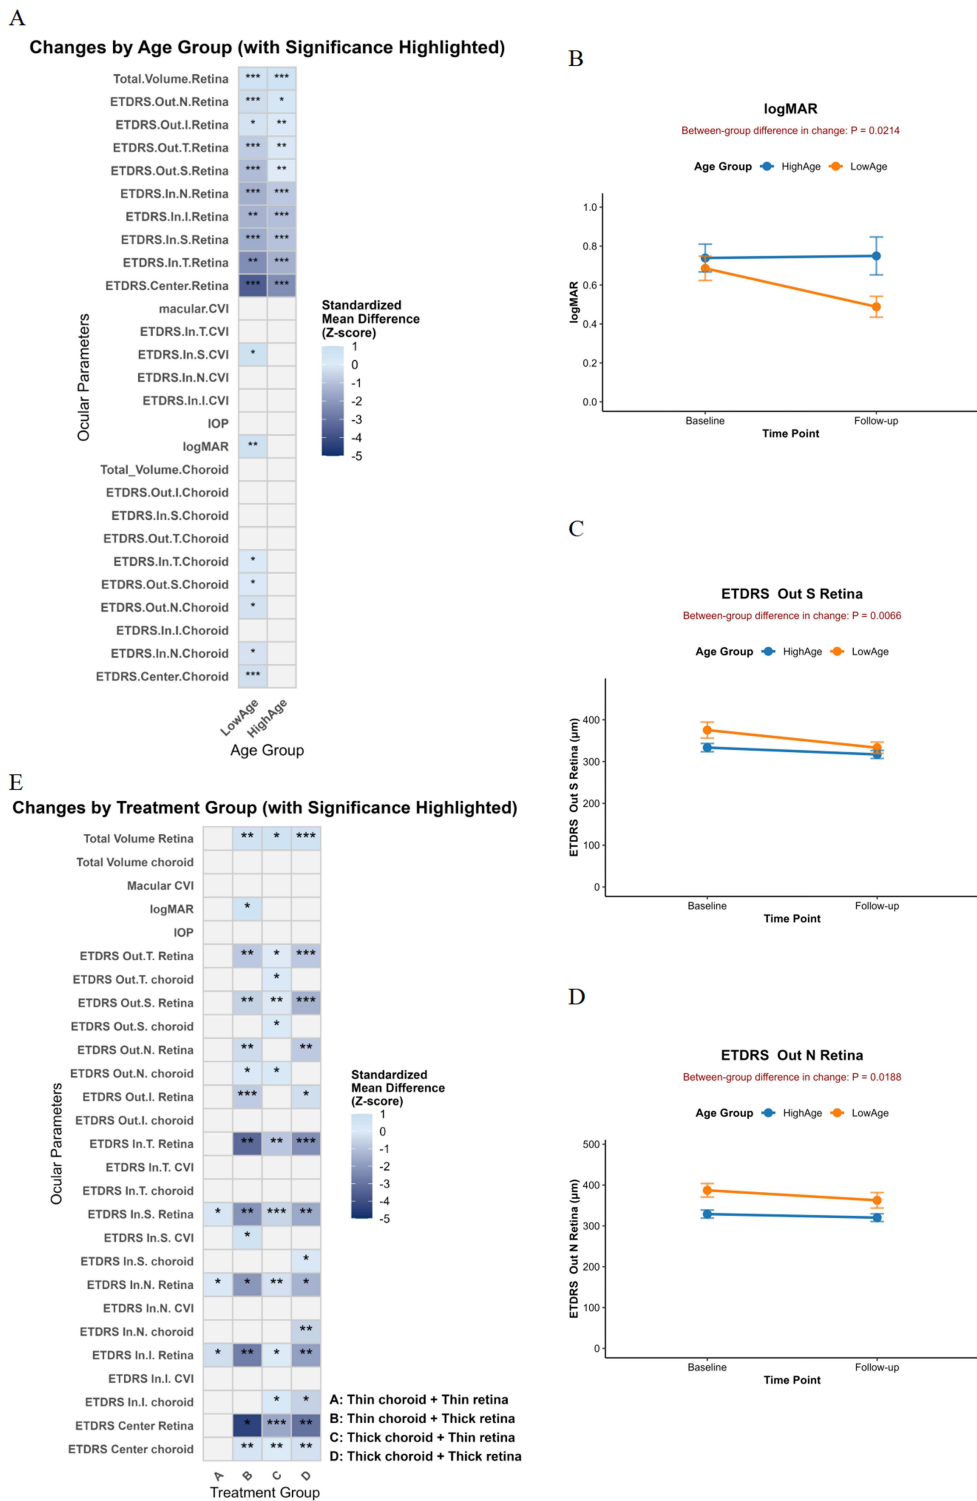 A
Changes by Age Group (with Significance Highlighted)
Ocular Parameters
Total.Volume.Retina *** ***
ETDRS.Out.N.Retina *** *
ETDRS.Out.I.Retina * **
ETDRS.Out.T.Retina *** **
ETDRS.Out.S.Retina *** **
ETDRS.In.N.Retina *** ***
ETDRS.In.I.Retina ** ***
ETDRS.In.S.Retina *** ***
ETDRS.In.T.Retina ** ***
ETDRS.Center.Retina *** ***
macular.CVI
ETDRS.In.T.CVI
ETDRS.In.S.CVI *
ETDRS.In.N.CVI
ETDRS.In.I.CVI
IOP
logMAR **
Total_Volume.Choroid
ETDRS.Out.I.Choroid
ETDRS.In.S.Choroid
ETDRS.Out.T.Choroid
ETDRS.In.T.Choroid *
ETDRS.Out.S.Choroid *
ETDRS.Out.N.Choroid *
ETDRS.In.I.Choroid
ETDRS.In.N.Choroid *
ETDRS.Center.Choroid ***
LowAge HighAge
Age Group
Standardized
Mean Difference
(Z-score)
1
0
-1
-2
-3
-4
-5
B
logMAR
Between-group difference in change: P = 0.0214
Age Group HighAge LowAge
logMAR
1.0
0.8
0.6
0.4
0.2
0.0
Baseline Follow-up
Time Point
C
ETDRS Out S Retina
Between-group difference in change: P = 0.0066
Age Group HighAge LowAge
ETDRS Out S Retina (µm)
400
300
200
100
0
Baseline Follow-up
Time Point
D
ETDRS Out N Retina
Between-group difference in change: P = 0.0188
Age Group HighAge LowAge
ETDRS Out N Retina (µm)
500
400
300
200
100
0
Baseline Follow-up
Time Point
E
Changes by Treatment Group (with Significance Highlighted)
Ocular Parameters
Total Volume Retina ** * ***
Total Volume choroid
Macular CVI
logMAR *
IOP
ETDRS Out.T. Retina ** * ***
ETDRS Out.T. choroid *
ETDRS Out.S. Retina ** ** ***
ETDRS Out.S. choroid *
ETDRS Out.N. Retina ** **
ETDRS Out.N. choroid * *
ETDRS Out.I. Retina *** *
ETDRS Out.I. choroid
ETDRS In.T. Retina ** ** ***
ETDRS In.T. CVI
ETDRS In.T. choroid
ETDRS In.S. Retina * ** *** **
ETDRS In.S. CVI *
ETDRS In.S. choroid *
ETDRS In.N. Retina * * ** *
ETDRS In.N. CVI
ETDRS In.N. choroid **
ETDRS In.I. Retina * ** * **
ETDRS In.I. CVI
ETDRS In.I. choroid * *
ETDRS Center Retina * *** **
ETDRS Center choroid ** ** **
A B C D
Treatment Group
Standardized
Mean Difference
(Z-score)
1
0
-1
-2
-3
-4
-5
A: Thin choroid + Thin retina
B: Thin choroid + Thick retina
C: Thick choroid + Thin retina
D: Thick choroid + Thick retina